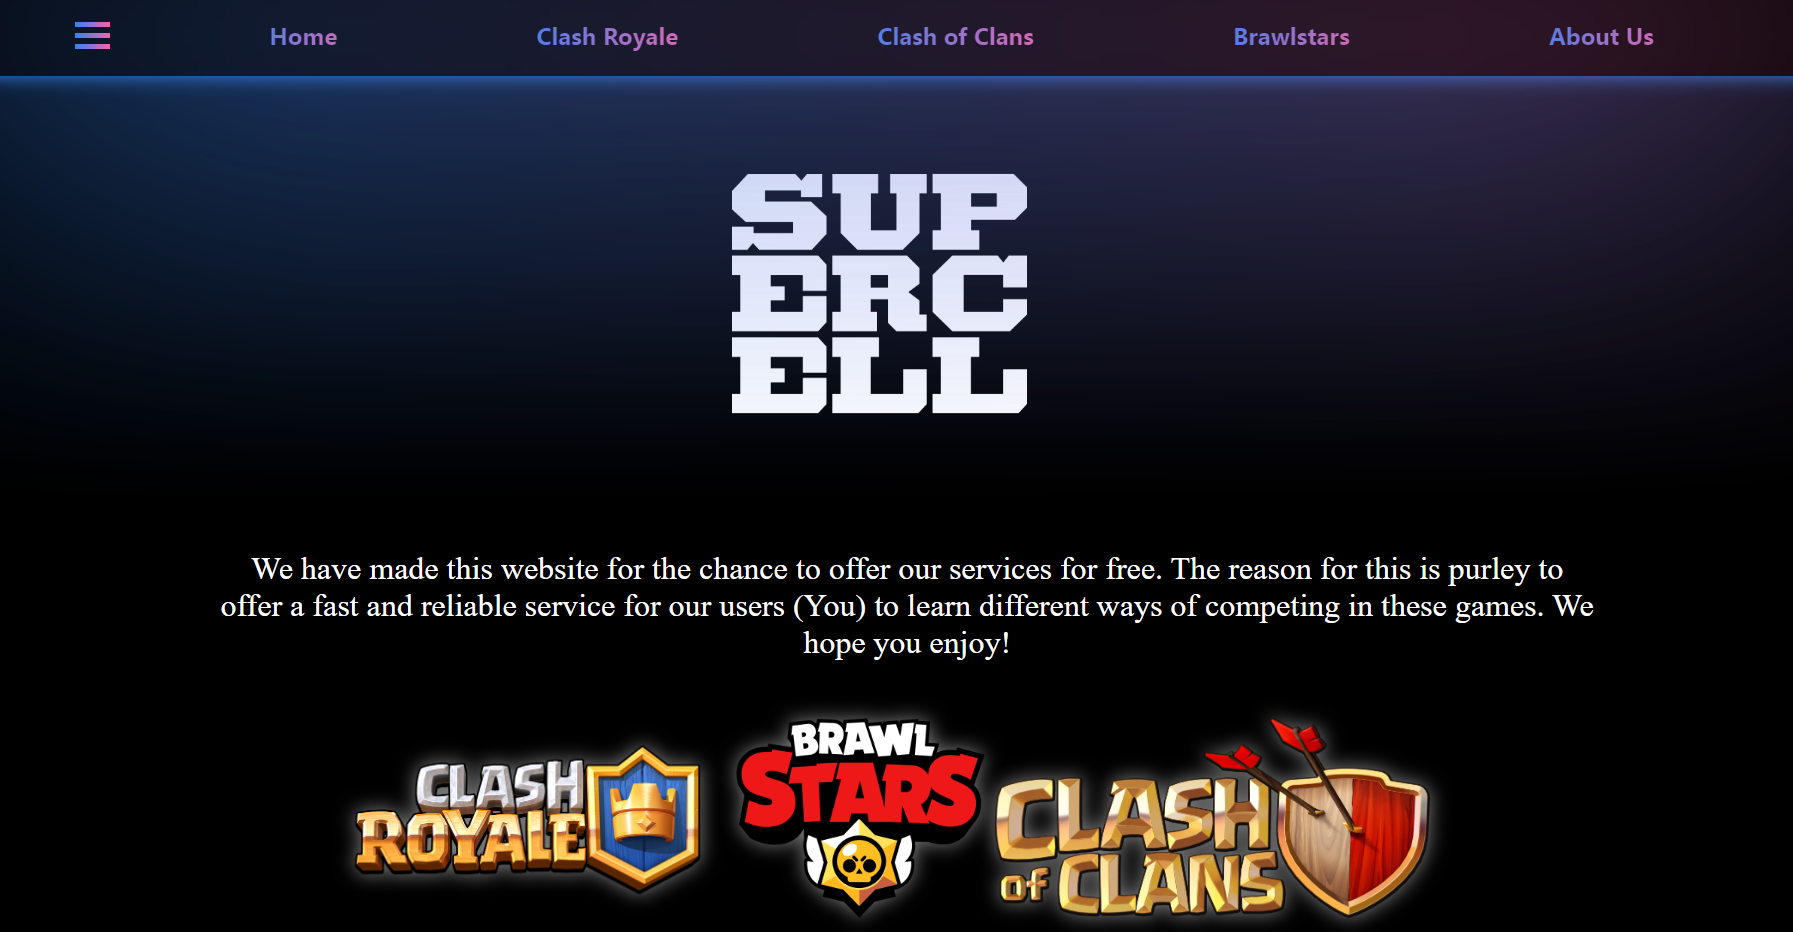 Home Clash Royale Clash of Clans Brawlstars About Us
SUP
ERC
ELL
We have made this website for the chance to offer our services for free. The reason for this is purley to
offer a fast and reliable service for our users (You) to learn different ways of competing in these games. We
hope you enjoy!
CLASH
ROYALE
BRAWL
STARS
CLASH
OF CLANS